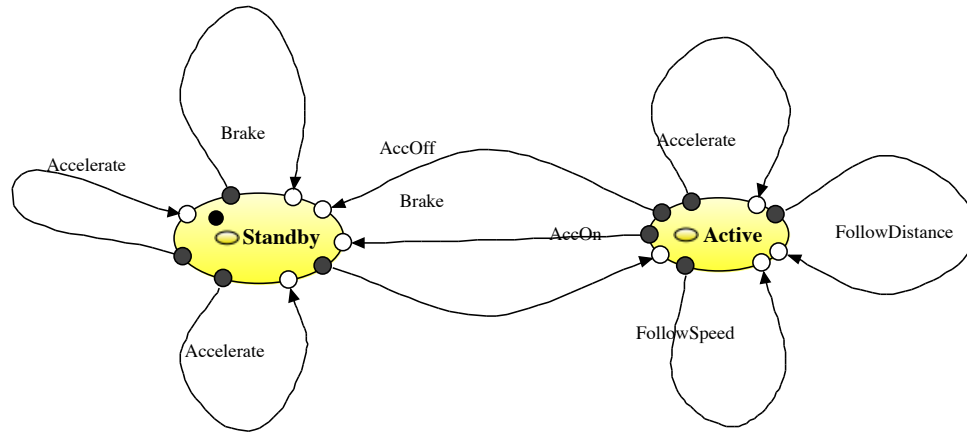 Brake
Accelerate
AccOff
Accelerate
Brake
Standby
AccOn
Active
FollowDistance
Accelerate
FollowSpeed